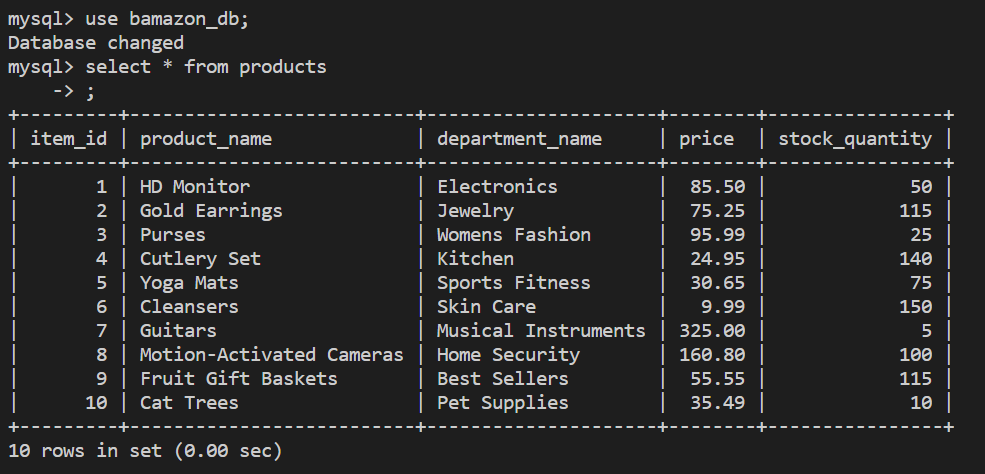 mysql> use bamazon_db;
Database changed
mysql> select * from products
    -> ;
+---------+--------------------------+---------------------+--------+----------------+
| item_id | product_name             | department_name     | price  | stock_quantity |
+---------+--------------------------+---------------------+--------+----------------+
|       1 | HD Monitor               | Electronics         |  85.50 |             50 |
|       2 | Gold Earrings            | Jewelry             |  75.25 |            115 |
|       3 | Purses                   | Womens Fashion      |  95.99 |             25 |
|       4 | Cutlery Set              | Kitchen             |  24.95 |            140 |
|       5 | Yoga Mats                | Sports Fitness      |  30.65 |             75 |
|       6 | Cleansers                | Skin Care           |   9.99 |            150 |
|       7 | Guitars                  | Musical Instruments | 325.00 |              5 |
|       8 | Motion-Activated Cameras | Home Security       | 160.80 |            100 |
|       9 | Fruit Gift Baskets       | Best Sellers        |  55.55 |            115 |
|      10 | Cat Trees                | Pet Supplies        |  35.49 |             10 |
+---------+--------------------------+---------------------+--------+----------------+
10 rows in set (0.00 sec)